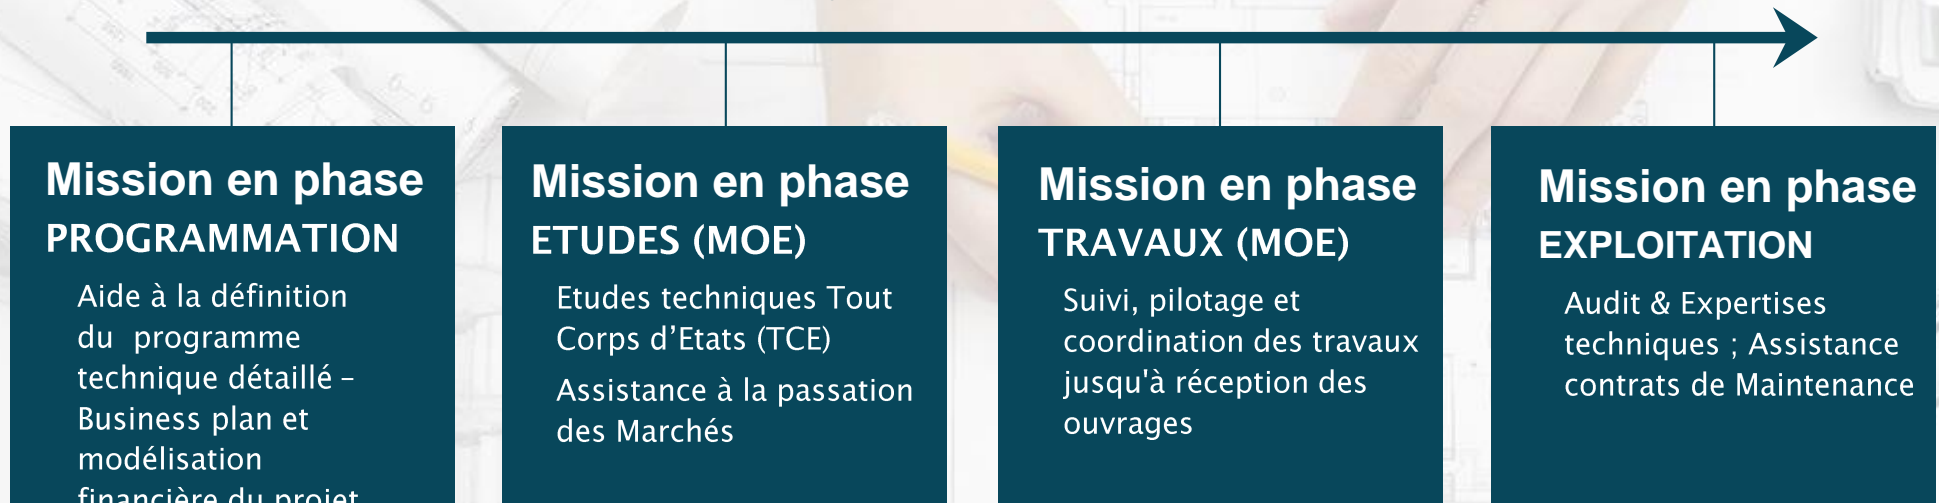 Mission en phase
PROGRAMMATION
Aide à la définition
du programme
technique détaillé –
Business plan et
modélisation
financière du projet
Mission en phase
ETUDES (MOE)
Etudes techniques Tout
Corps d’Etats (TCE)
Assistance à la passation
des Marchés
Mission en phase
TRAVAUX (MOE)
Suivi, pilotage et
coordination des travaux
jusqu'à réception des
ouvrages
Mission en phase
EXPLOITATION
Audit & Expertises
techniques ; Assistance
contrats de Maintenance